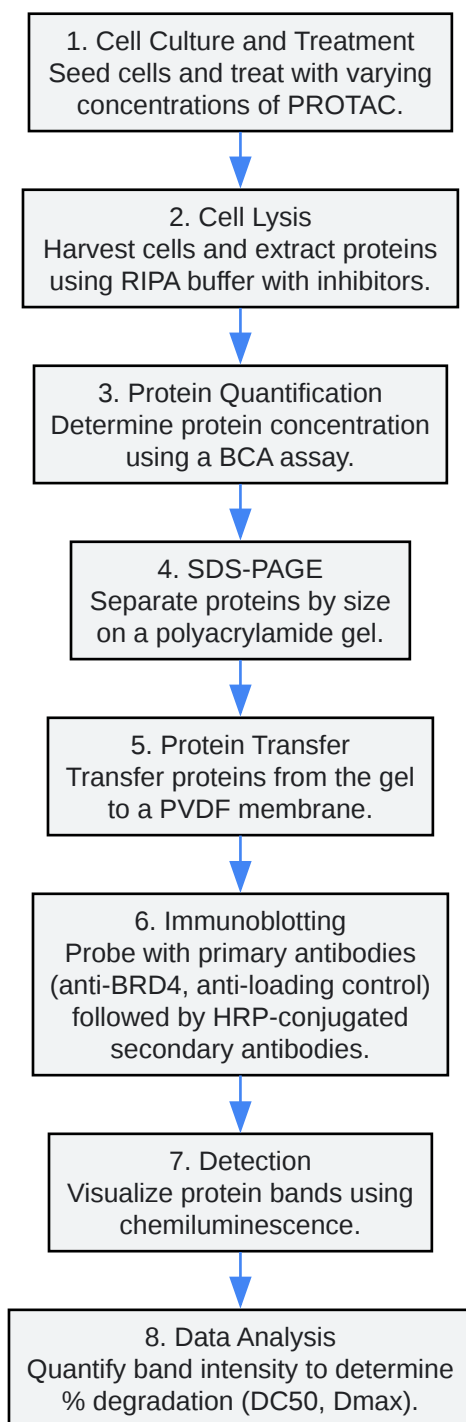 1. Cell Culture and Treatment
Seed cells and treat with varying
concentrations of PROTAC.
2. Cell Lysis
Harvest cells and extract proteins
using RIPA buffer with inhibitors.
3. Protein Quantification
Determine protein concentration
using a BCA assay.
4. SDS-PAGE
Separate proteins by size
on a polyacrylamide gel.
5. Protein Transfer
Transfer proteins from the gel
to a PVDF membrane.
6. Immunoblotting
Probe with primary antibodies
(anti-BRD4, anti-loading control)
followed by HRP-conjugated
secondary antibodies.
7. Detection
Visualize protein bands using
chemiluminescence.
8. Data Analysis
Quantify band intensity to determine
% degradation (DC50, Dmax).